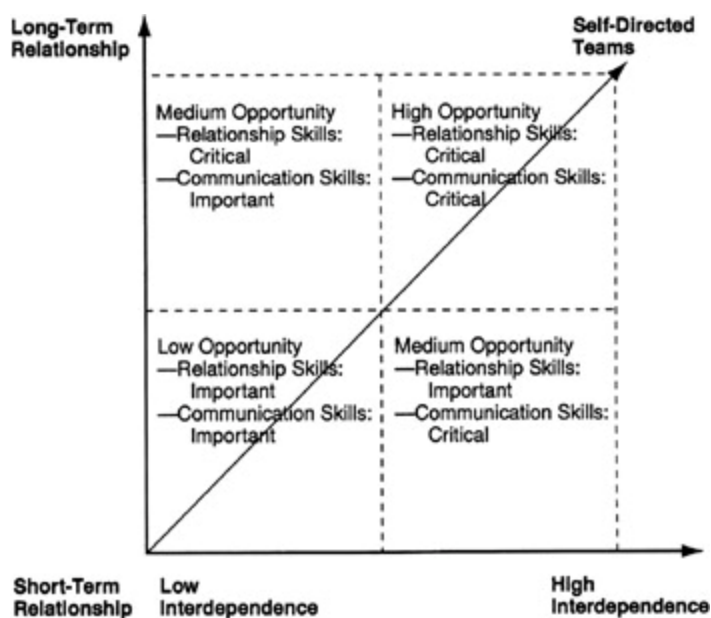 Long-Term
Relationship
Self-Directed
Teams
Medium Opportunity
—Relationship Skills:
Critical
—Communication Skills:
Important
High Opportunity
—Relationship Skills:
Critical
—Communication Skills:
Critical
Low Opportunity
—Relationship Skills:
Important
—Communication Skills:
Important
Medium Opportunity
—Relationship Skills:
Important
—Communication Skills:
Critical
Short-Term
Relationship
Low
Interdependence
High
Interdependence